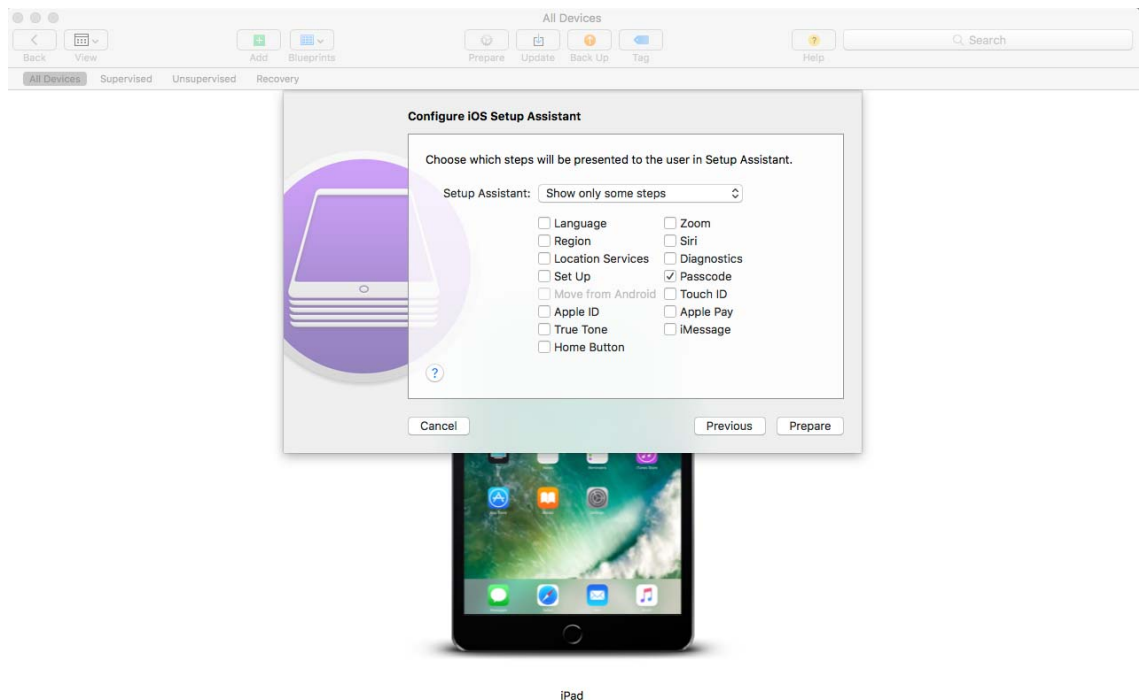 All Devices
Back View Add Blueprints Prepare Update Back Up Tag Help Search
All Devices Supervised Unsupervised Recovery
Configure iOS Setup Assistant
Choose which steps will be presented to the user in Setup Assistant.
Setup Assistant: Show only some steps
Language Zoom
Region Siri
Location Services Diagnostics
Set Up Passcode
Move from Android Touch ID
Apple ID Apple Pay
True Tone iMessage
Home Button
?
Cancel Previous Prepare
iPad